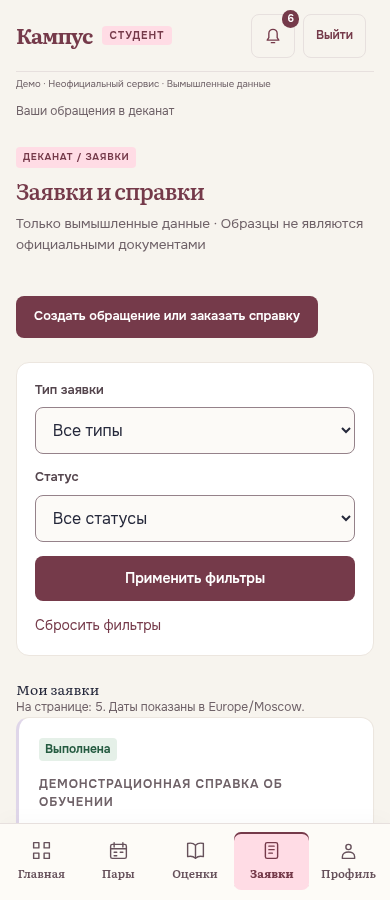 Кампус СТУДЕНТ 6 Выйти
Демо · Неофициальный сервис · Вымышленные данные
Ваши обращения в деканат
ДЕКАНАТ / ЗАЯВКИ
Заявки и справки
Только вымышленные данные · Образцы не являются
официальными документами
Создать обращение или заказать справку
Тип заявки
Все типы
Статус
Все статусы
Применить фильтры
Сбросить фильтры
Мои заявки
На странице: 5. Даты показаны в Europe/Moscow.
Выполнена
ДЕМОНСТРАЦИОННАЯ СПРАВКА ОБ
ОБУЧЕНИИ
Главная Пары Оценки Заявки Профиль